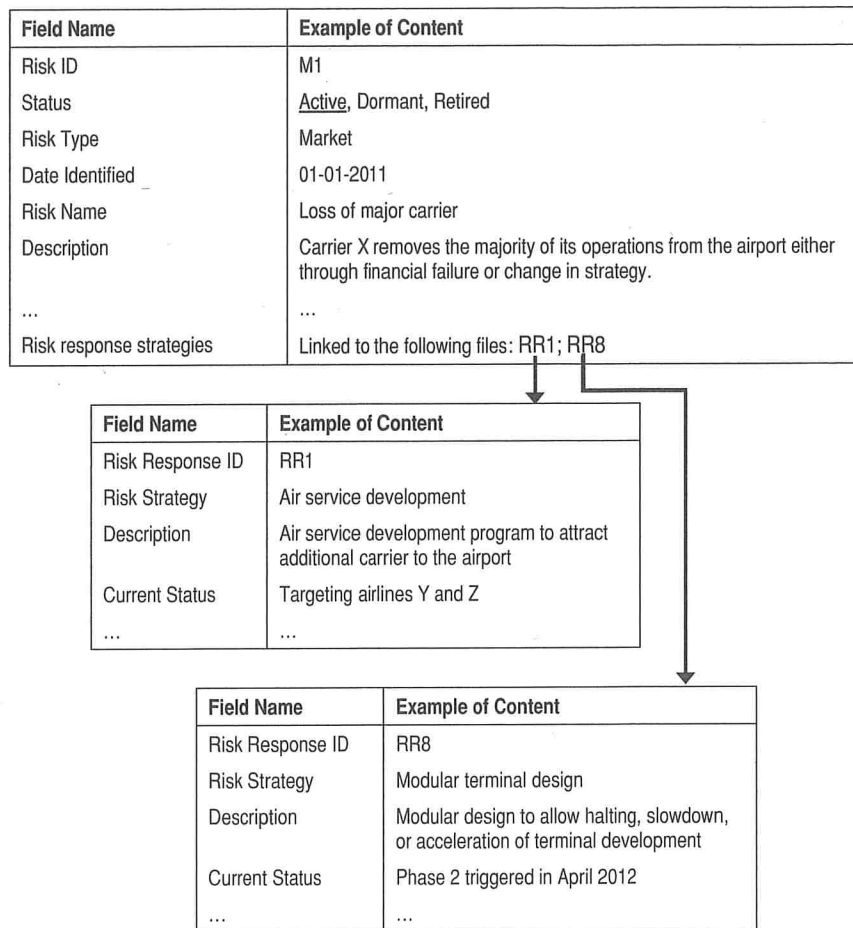 Field Name Example of Content
Risk ID M1
Status Active, Dormant, Retired
Risk Type Market
Date Identified 01-01-2011
Risk Name Loss of major carrier
Description Carrier X removes the majority of its operations from the airport either
through financial failure or change in strategy.
... ...
Risk response strategies Linked to the following files: RR1; RR8
Field Name Example of Content
Risk Response ID RR1
Risk Strategy Air service development
Description Air service development program to attract
additional carrier to the airport
Current Status Targeting airlines Y and Z
... ...
Field Name Example of Content
Risk Response ID RR8
Risk Strategy Modular terminal design
Description Modular design to allow halting, slowdown,
or acceleration of terminal development
Current Status Phase 2 triggered in April 2012
... ...